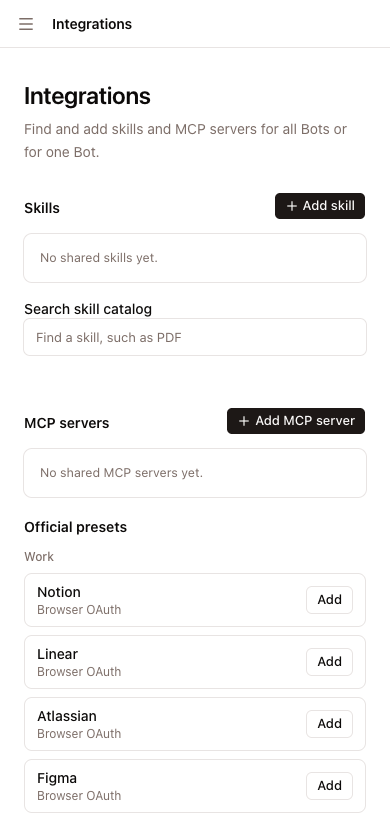 Integrations
Integrations
Find and add skills and MCP servers for all Bots or
for one Bot.
Skills
+ Add skill
No shared skills yet.
Search skill catalog
Find a skill, such as PDF
MCP servers
+ Add MCP server
No shared MCP servers yet.
Official presets
Work
Notion
Browser OAuth
Add
Linear
Browser OAuth
Add
Atlassian
Browser OAuth
Add
Figma
Browser OAuth
Add